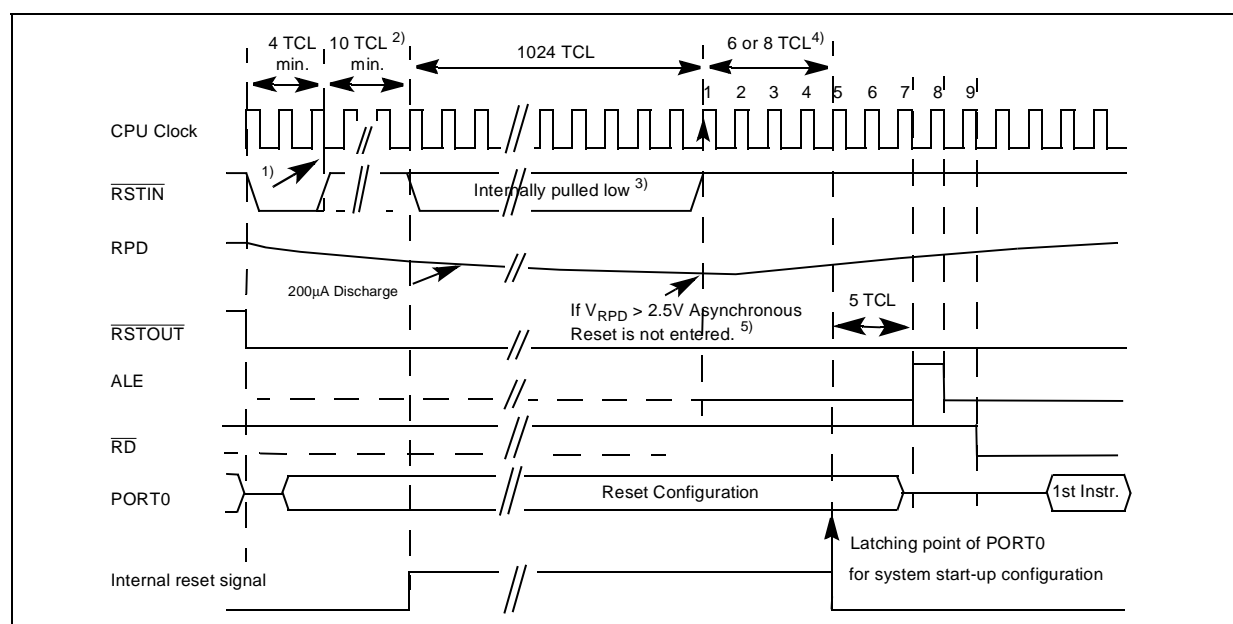 4 TCL
min.
10 TCL 2)
min.
1024 TCL
6 or 8 TCL4)
1 2 3 4 5 6 7 8 9
CPU Clock
1)
RSTIN
Internally pulled low 3)
RPD
200µA Discharge
If VRPD > 2.5V Asynchronous
Reset is not entered. 5)
5 TCL
RSTOUT
ALE
RD
PORT0
Reset Configuration
1st Instr.
Latching point of PORT0
for system start-up configuration
Internal reset signal